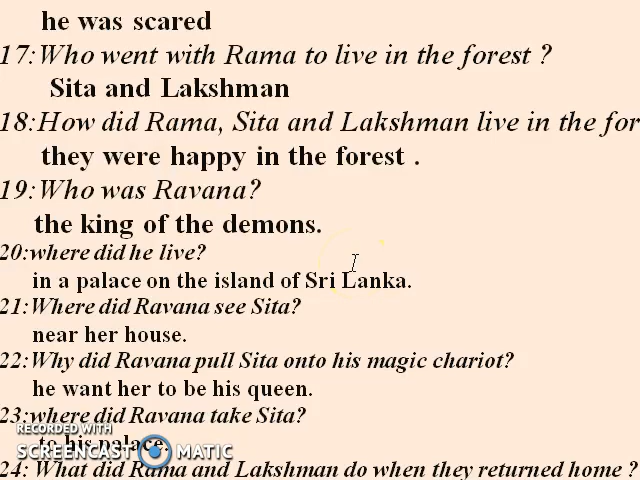 he was scared
17:Who went with Rama to live in the forest ?
Sita and Lakshman
18:How did Rama, Sita and Lakshman live in the for
they were happy in the forest .
19:Who was Ravana?
the king of the demons.
20:where did he live?
in a palace on the island of Sri Lanka.
21:Where did Ravana see Sita?
near her house.
22:Why did Ravana pull Sita onto his magic chariot?
he want her to be his queen.
23:where did Ravana take Sita?
RECORDED WITH
to his palace.
SCREENCAST MATIC
24: What did Rama and Lakshman do when they returned home ?